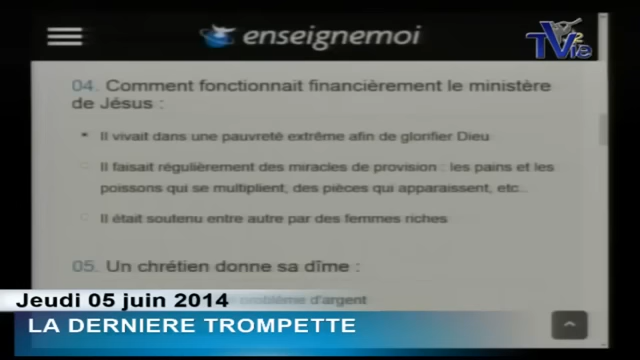 enseignemoi
TV2Vie
04. Comment fonctionnait financièrement le ministère
de Jésus :
Il vivait dans une pauvreté extrême afin de glorifier Dieu
Il faisait régulièrement des miracles de provision : les pains et les
poissons qui se multiplient, des pièces qui apparaissent, etc..
Il était soutenu entre autre par des femmes riches
05. Un chrétien donne sa dîme :
problème d'argent
Jeudi 05 juin 2014
LA DERNIERE TROMPETTE